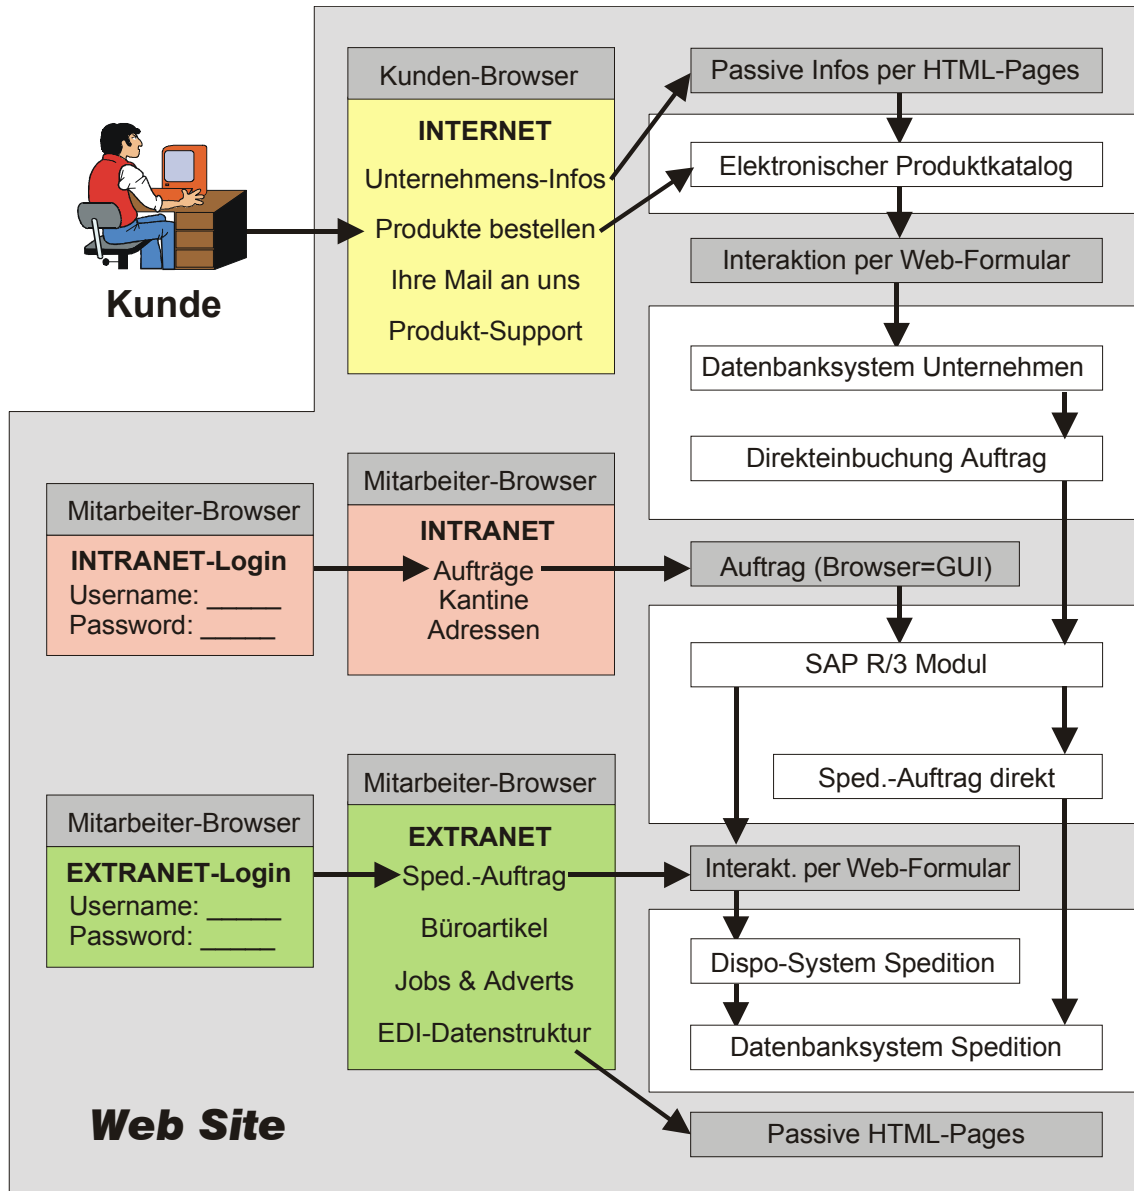 Kunde
Kunden-Browser
INTERNET
Unternehmens-Infos
Produkte bestellen
Ihre Mail an uns
Produkt-Support
Passive Infos per HTML-Pages
Elektronischer Produktkatalog
Interaktion per Web-Formular
Datenbanksystem Unternehmen
Direkteinbuchung Auftrag
Mitarbeiter-Browser
INTRANET-Login
Username: _____
Password: _____
Mitarbeiter-Browser
INTRANET
Aufträge
Kantine
Adressen
Auftrag (Browser=GUI)
SAP R/3 Modul
Sped.-Auftrag direkt
Mitarbeiter-Browser
EXTRANET-Login
Username: _____
Password: _____
Mitarbeiter-Browser
EXTRANET
Sped.-Auftrag
Büroartikel
Jobs & Adverts
EDI-Datenstruktur
Interakt. per Web-Formular
Dispo-System Spedition
Datenbanksystem Spedition
Passive HTML-Pages
Web Site